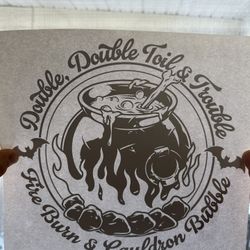 Double, Double Toil & Trouble
Fire Burn & Cauldron Bubble